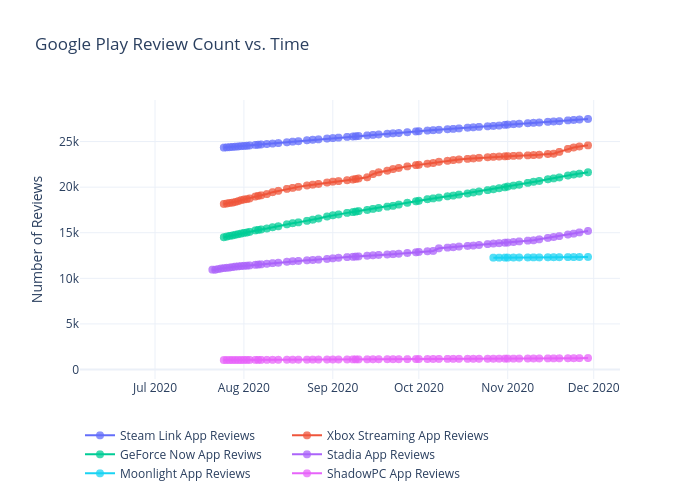 Google Play Review Count vs. Time
Number of Reviews
25k
20k
15k
10k
5k
0
Jul 2020
Aug 2020
Sep 2020
Oct 2020
Nov 2020
Dec 2020
Steam Link App Reviews
Xbox Streaming App Reviews
GeForce Now App Reviws
Stadia App Reviews
Moonlight App Reviews
ShadowPC App Reviews